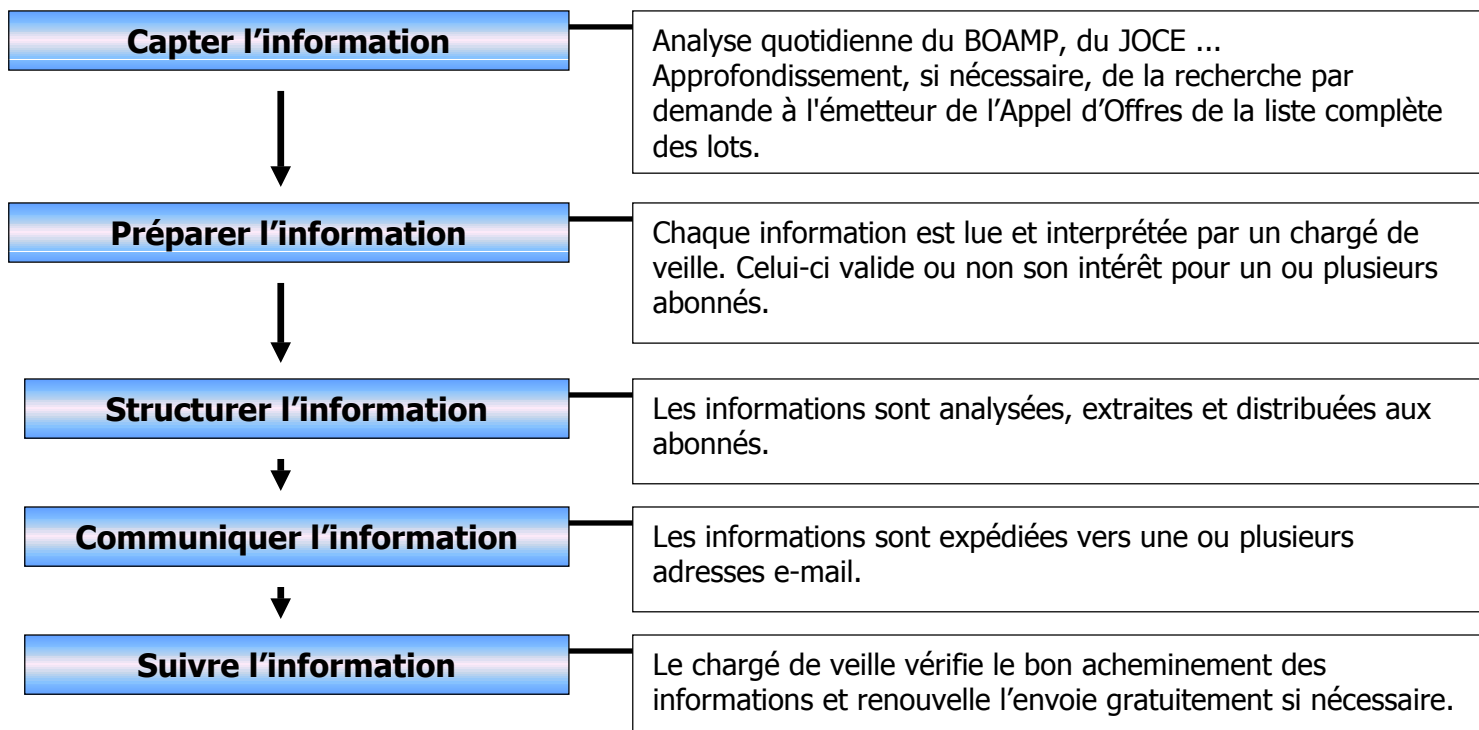 Capter l’information
Analyse quotidienne du BOAMP, du JOCE ...
Approfondissement, si nécessaire, de la recherche par
demande à l'émetteur de l’Appel d’Offres de la liste complète
des lots.
Préparer l’information
Chaque information est lue et interprétée par un chargé de
veille. Celui-ci valide ou non son intérêt pour un ou plusieurs
abonnés.
Structurer l’information
Les informations sont analysées, extraites et distribuées aux
abonnés.
Communiquer l’information
Les informations sont expédiées vers une ou plusieurs
adresses e-mail.
Suivre l’information
Le chargé de veille vérifie le bon acheminement des
informations et renouvelle l’envoie gratuitement si nécessaire.